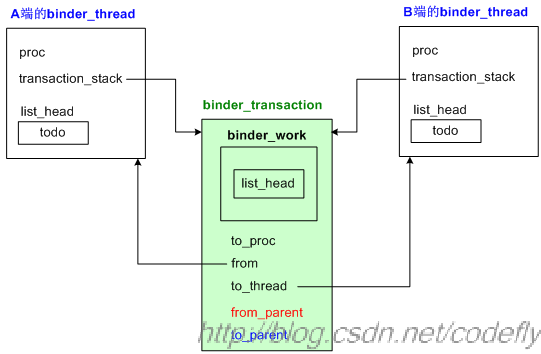 A端的binder_thread
proc
transaction_stack
list_head
todo
B端的binder_thread
proc
transaction_stack
list_head
todo
binder_transaction
binder_work
list_head
to_proc
from
to_thread
from_parent
to_parent
http://blog.csdn.net/codefly